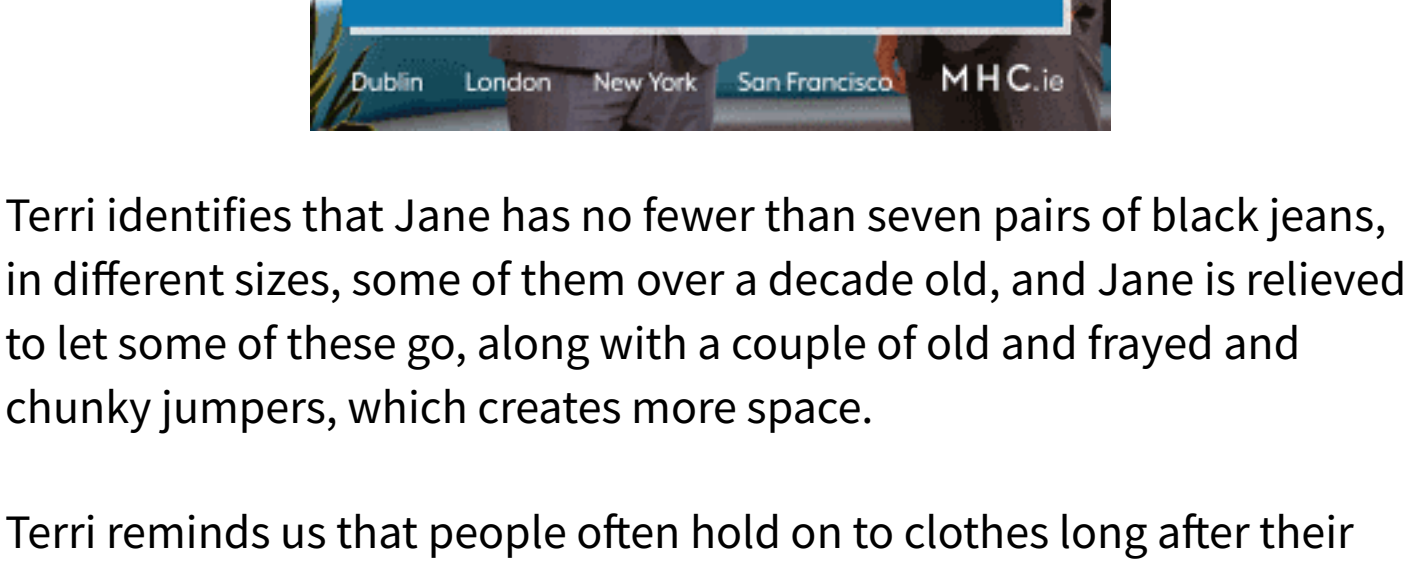 Dublin London New York San Francisco MHC.ie
Terri identifies that Jane has no fewer than seven pairs of black jeans,
in different sizes, some of them over a decade old, and Jane is relieved
to let some of these go, along with a couple of old and frayed and
chunky jumpers, which creates more space.
Terri reminds us that people often hold on to clothes long after their